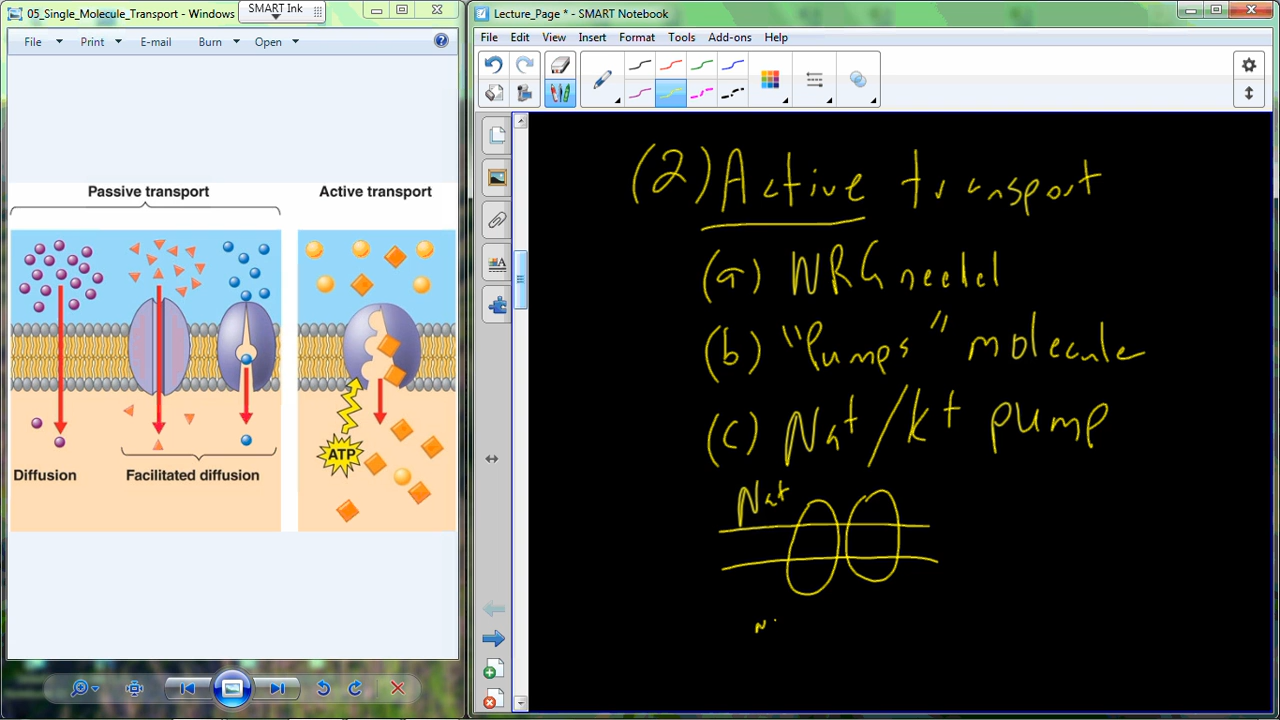 05_Single_Molecule_Transport - Windows
SMART Ink
File Print E-mail Burn Open
Passive transport
Active transport
ATP
Diffusion
Facilitated diffusion
Lecture_Page * - SMART Notebook
File Edit View Insert Format Tools Add-ons Help
(2) Active transport
(a) NRG needed
(b) "Pumps" molecule
(c) Na+/K+ pump
Na+